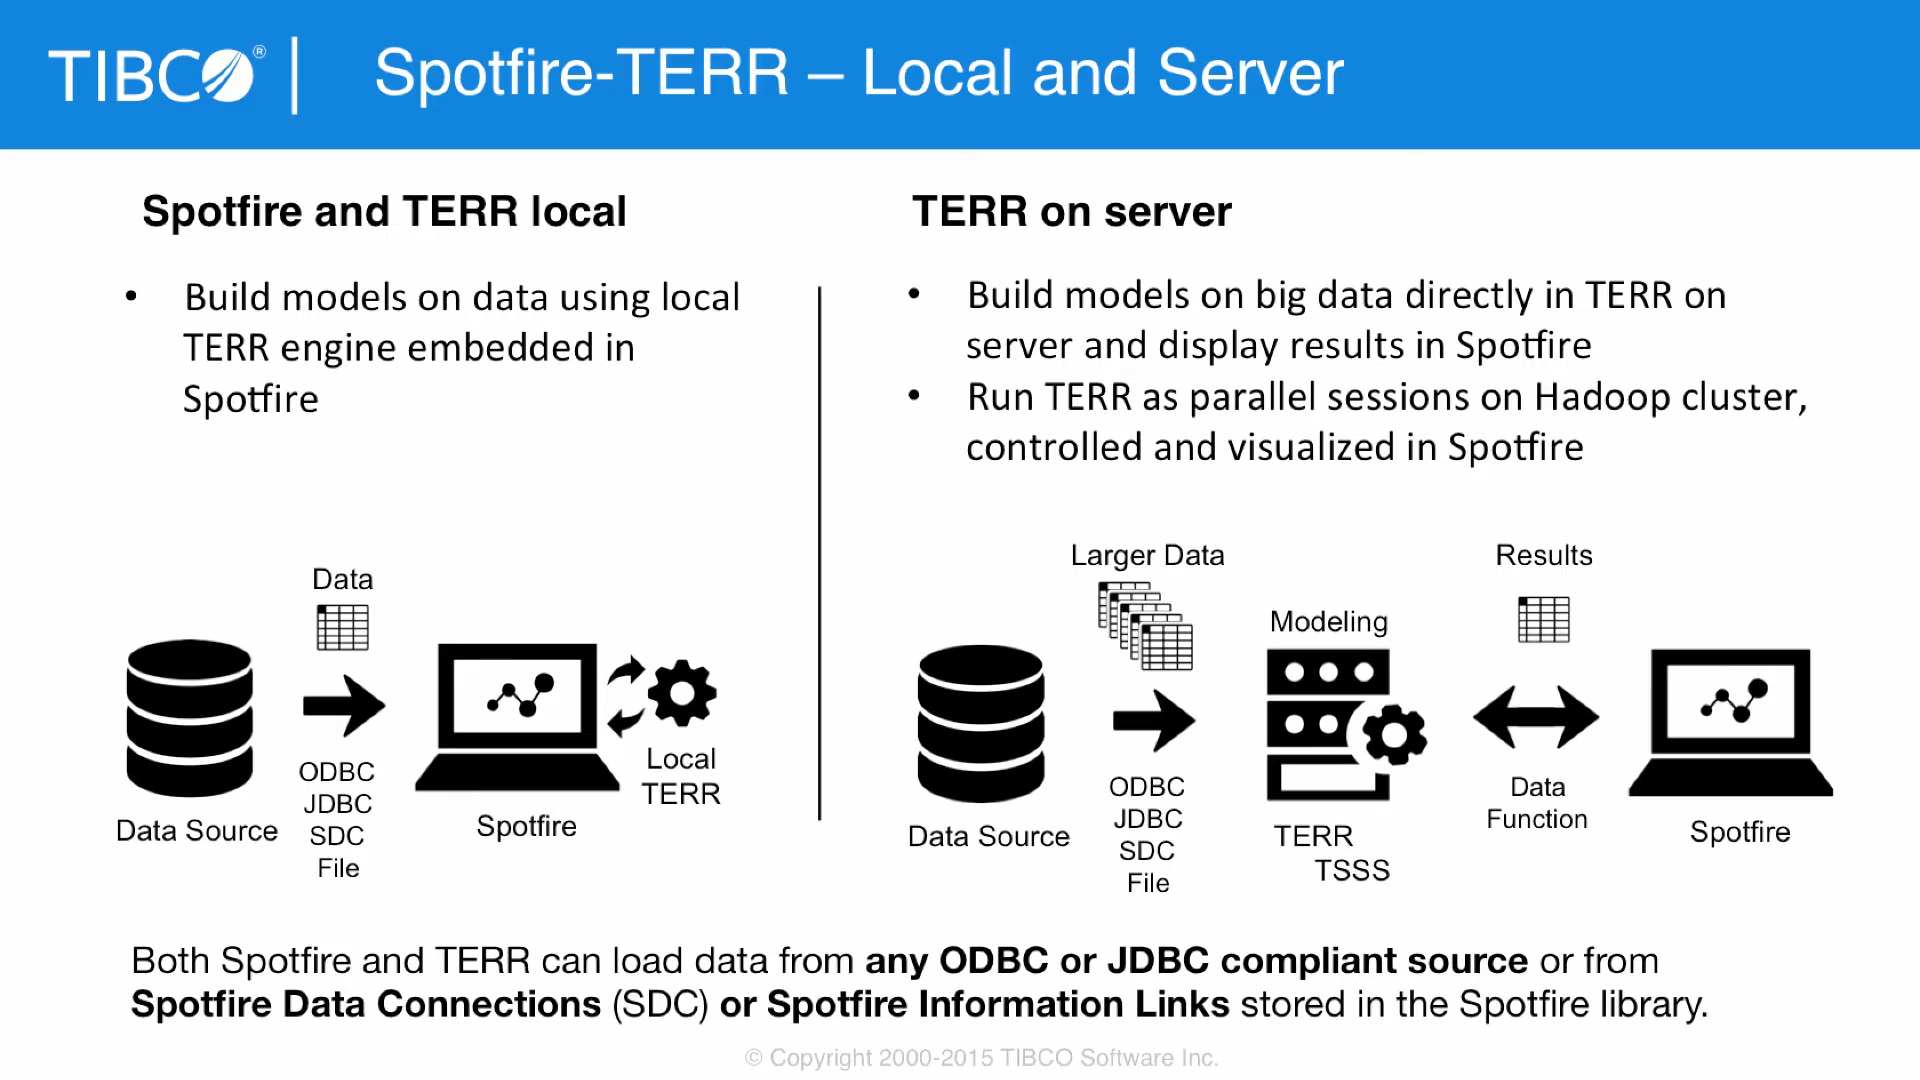 TIBCO®
Spotfire-TERR – Local and Server
Spotfire and TERR local
• Build models on data using local
TERR engine embedded in
Spotfire
Data
ODBC
JDBC
SDC
File
Data Source
Spotfire
Local
TERR
TERR on server
• Build models on big data directly in TERR on
server and display results in Spotfire
• Run TERR as parallel sessions on Hadoop cluster,
controlled and visualized in Spotfire
Larger Data
Data Source
ODBC
JDBC
SDC
File
Modeling
TERR
TSSS
Results
Data
Function
Spotfire
Both Spotfire and TERR can load data from any ODBC or JDBC compliant source or from
Spotfire Data Connections (SDC) or Spotfire Information Links stored in the Spotfire library.
© Copyright 2000-2015 TIBCO Software Inc.